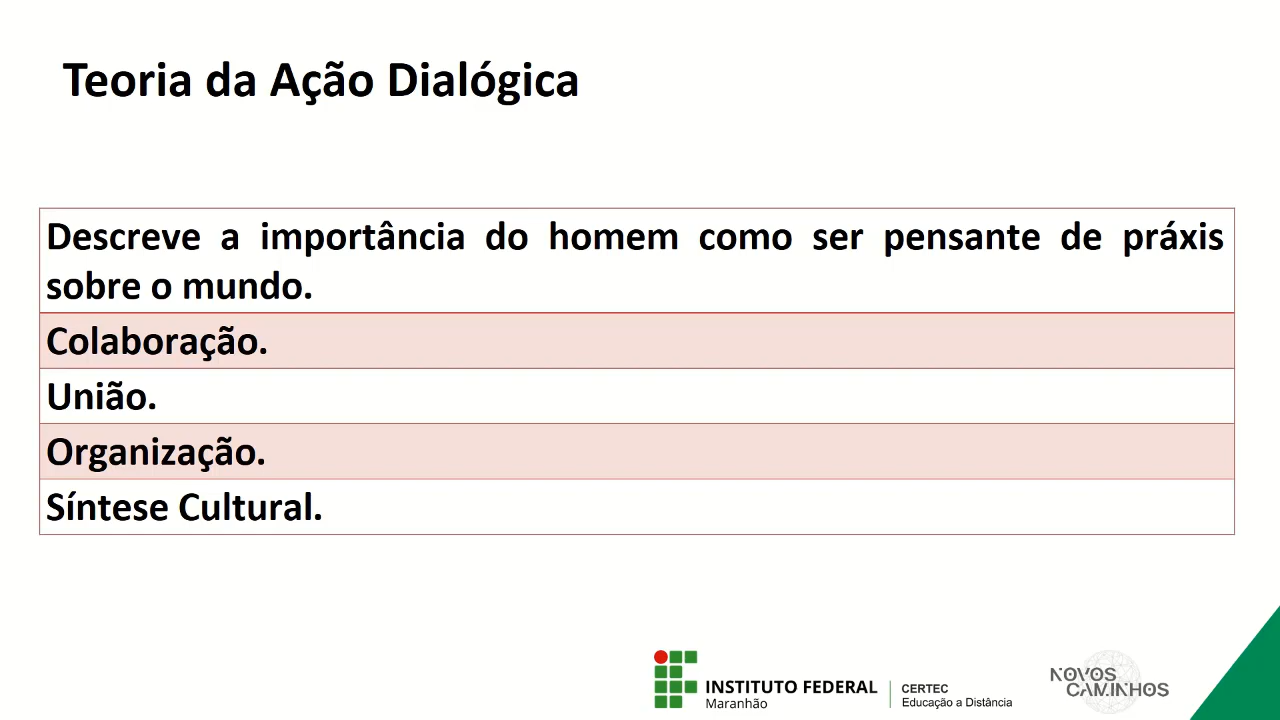 Teoria da Ação Dialógica
Descreve a importância do homem como ser pensante de práxis
sobre o mundo.
Colaboração.
União.
Organização.
Síntese Cultural.
INSTITUTO FEDERAL
Maranhão
CERTEC
Educação a Distância
NOVOS
CAMINHOS